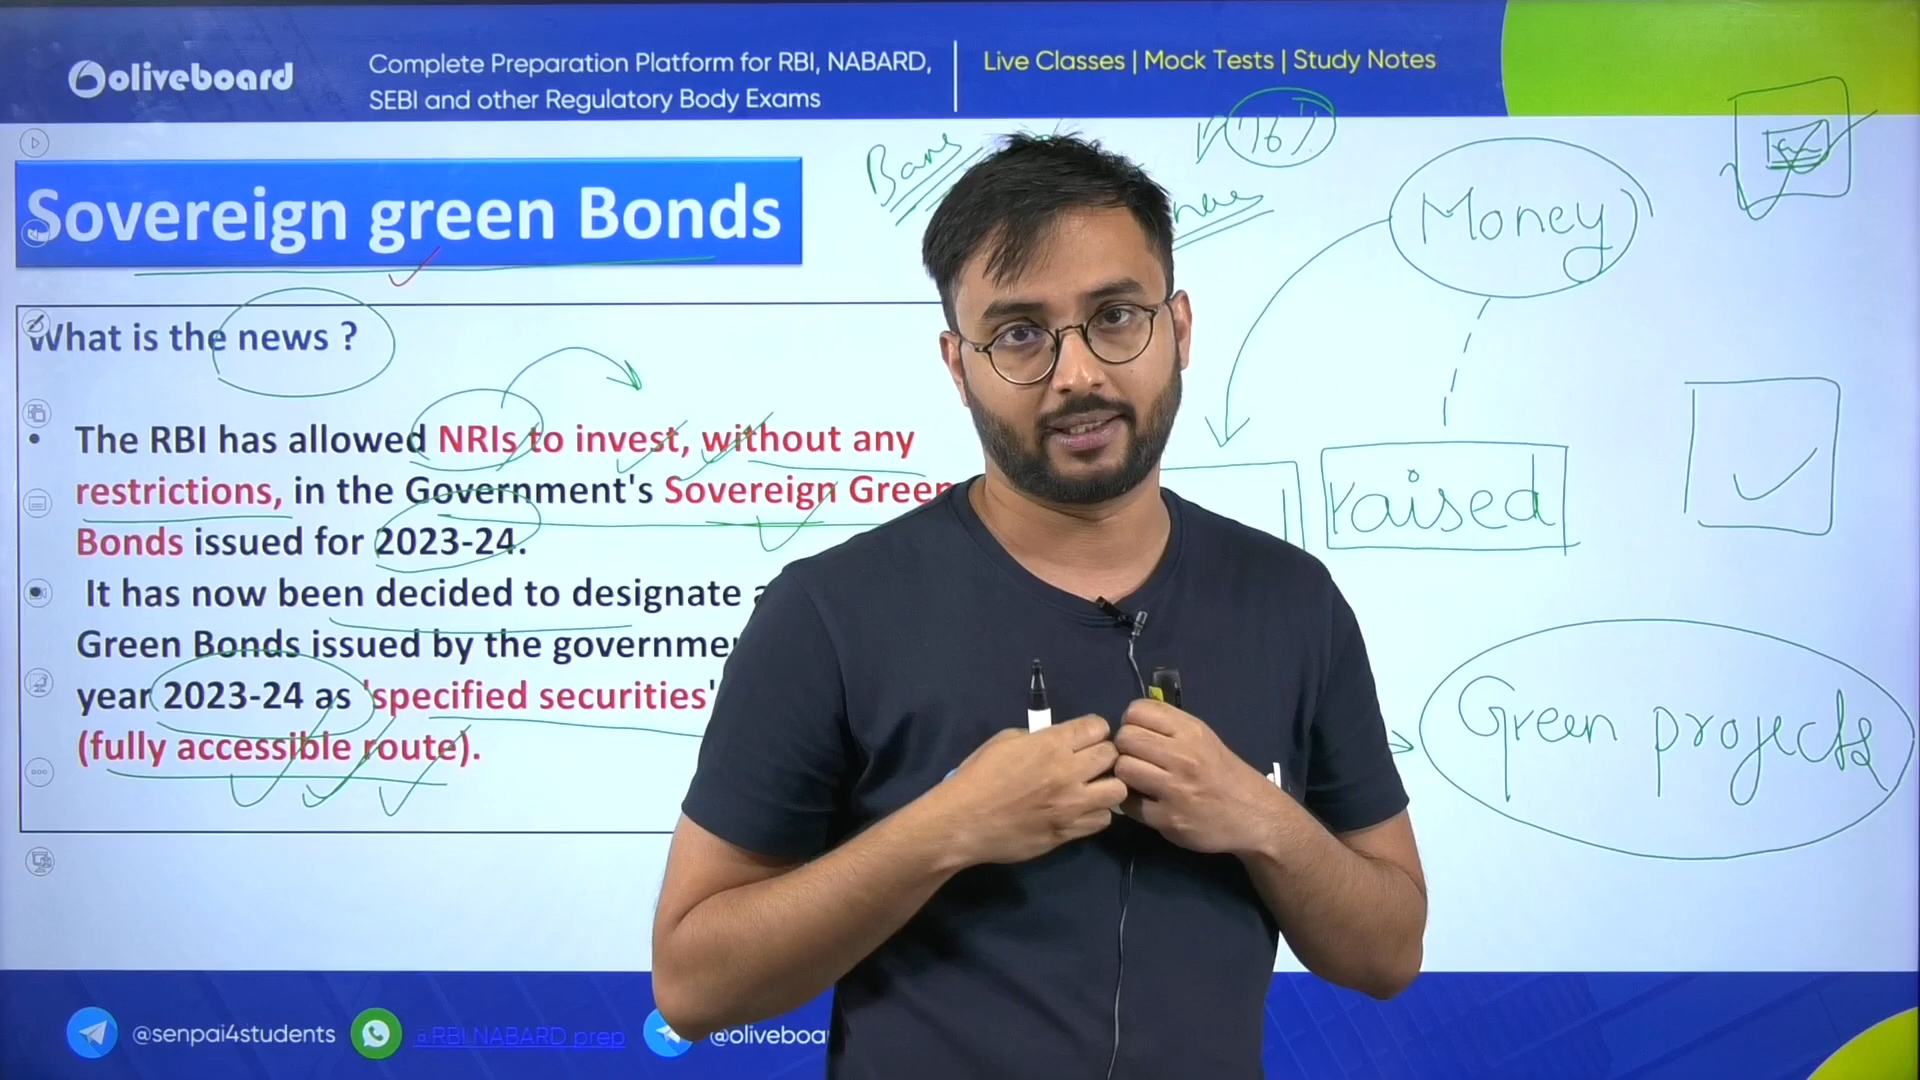 oliveboard
Complete Preparation Platform for RBI, NABARD,
SEBI and other Regulatory Body Exams
Live Classes | Mock Tests | Study Notes
Sovereign green Bonds
Money
What is the news ?
• The RBI has allowed NRIs to invest, without any
restrictions, in the Government's Sovereign Green
Bonds issued for 2023-24.
raised
It has now been decided to designate
Green Bonds issued by the
year 2023-24 as 'specified securities'
(fully accessible route).
Green projects
@senpai4students
@RBI NABARD prep